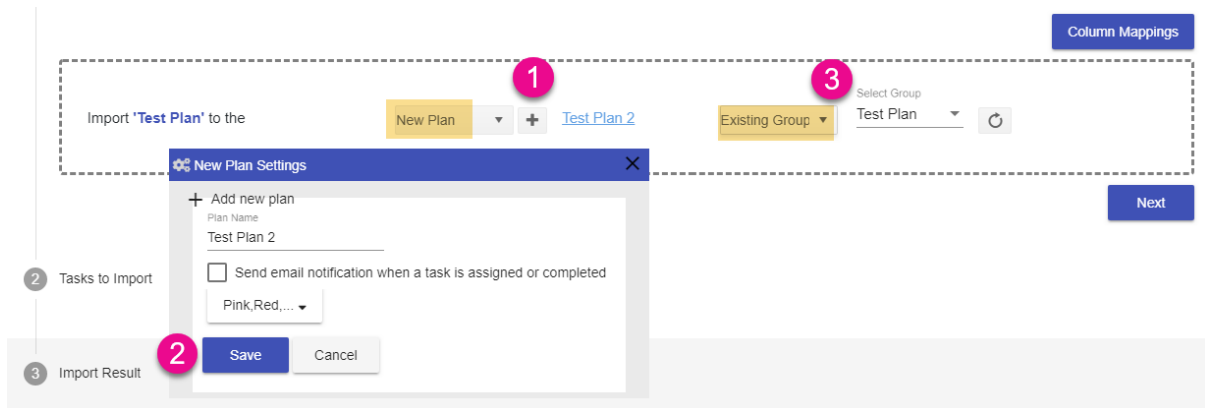 Column Mappings
1
3
Select Group
Import 'Test Plan' to the
New Plan
+
Test Plan 2
Existing Group
Test Plan
New Plan Settings
Add new plan
Plan Name
Test Plan 2
Next
2 Tasks to Import
Send email notification when a task is assigned or completed
Pink,Red,...
2
Save
Cancel
3 Import Result